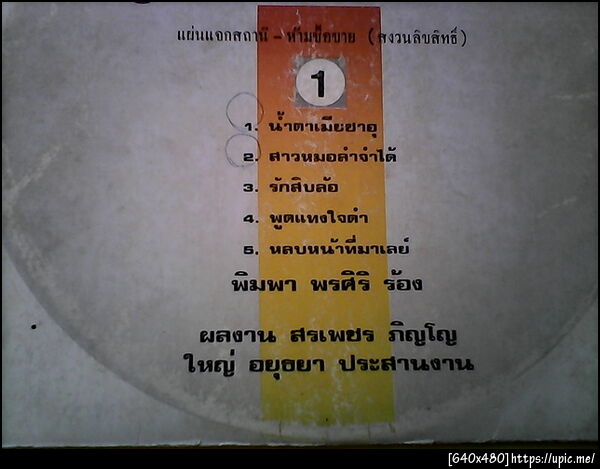 แผ่นแจกสถานี – ห้ามซื้อขาย (สงวนลิขสิทธิ์)
1
1. น้ำตาเมียซาอุ
2. สาวหมอลำจำได้
3. รักสิบล้อ
4. พูดแทงใจดำ
5. หลบหน้าที่มาเลย์
พิมพา พรศิริ ร้อง
ผลงาน สรเพชร ภิญโญ
ใหญ่ อยุธยา ประสานงาน
[640x480]https://upic.me/